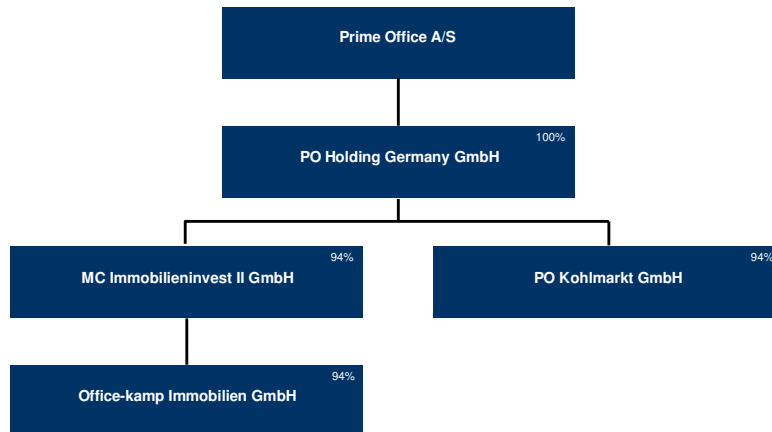 Prime Office A/S
100%
PO Holding Germany GmbH
94%
MC Immobilieninvest II GmbH
94%
PO Kohlmarkt GmbH
94%
Office-kamp Immobilien GmbH